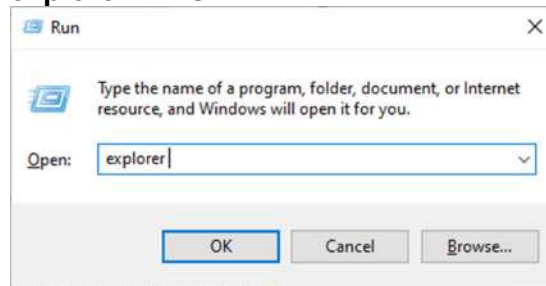 Run
Type the name of a program, folder, document, or Internet
resource, and Windows will open it for you.
Open:
explorer
OK
Cancel
Browse...